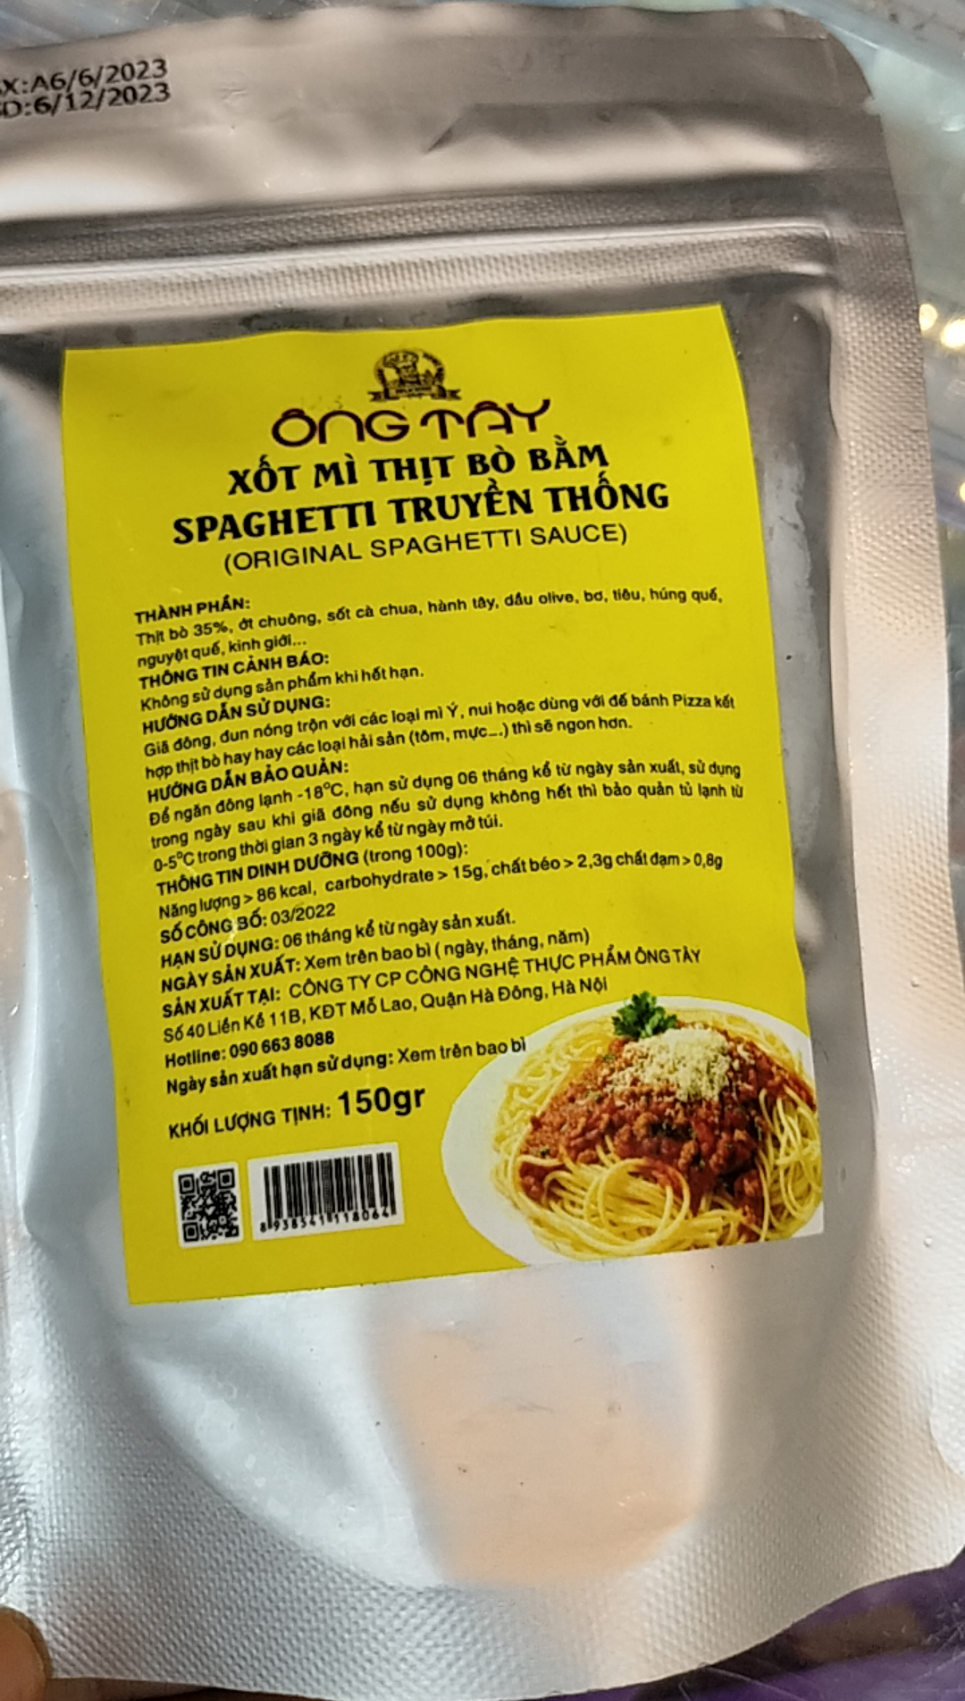 X:A6/6/2023
D:6/12/2023
ÔNG TÂY
XỐT MÌ THỊT BÒ BẰM
SPAGHETTI TRUYỀN THỐNG
(ORIGINAL SPAGHETTI SAUCE)
THÀNH PHẦN:
Thịt bò 35%, ớt chuông, sốt cà chua, hành tây, dầu olive, bơ, tiêu, húng quế,
nguyệt quế, kinh giới...
THÔNG TIN CẢNH BÁO:
Không sử dụng sản phẩm khi hết hạn.
HƯỚNG DẪN SỬ DỤNG:
Giã đông, đun nóng trộn với các loại mì Ý, nui hoặc dùng với đế bánh Pizza kết
hợp thịt bò hay hay các loại hải sản (tôm, mực...) thì sẽ ngon hơn.
HƯỚNG DẪN BẢO QUẢN:
Để ngăn đông lạnh -18°C, hạn sử dụng 06 tháng kể từ ngày sản xuất, sử dụng
trong ngày sau khi giã đông nếu sử dụng không hết thì bảo quản tủ lạnh từ
0-5°C trong thời gian 3 ngày kể từ ngày mở túi.
THÔNG TIN DINH DƯỠNG (trong 100g):
Năng lượng > 86 kcal, carbohydrate > 15g, chất béo > 2,3g chất đạm > 0,8g
SỐ CÔNG BỐ: 03/2022
HẠN SỬ DỤNG: 06 tháng kể từ ngày sản xuất.
NGÀY SẢN XUẤT: Xem trên bao bì ( ngày, tháng, năm)
SẢN XUẤT TẠI: CÔNG TY CP CÔNG NGHỆ THỰC PHẨM ÔNG TÂY
Số 40 Liền Kề 11B, KĐT Mỗ Lao, Quận Hà Đông, Hà Nội
Hotline: 090 663 8088
Ngày sản xuất hạn sử dụng: Xem trên bao bì
KHỐI LƯỢNG TỊNH: 150gr
8 938541 118064